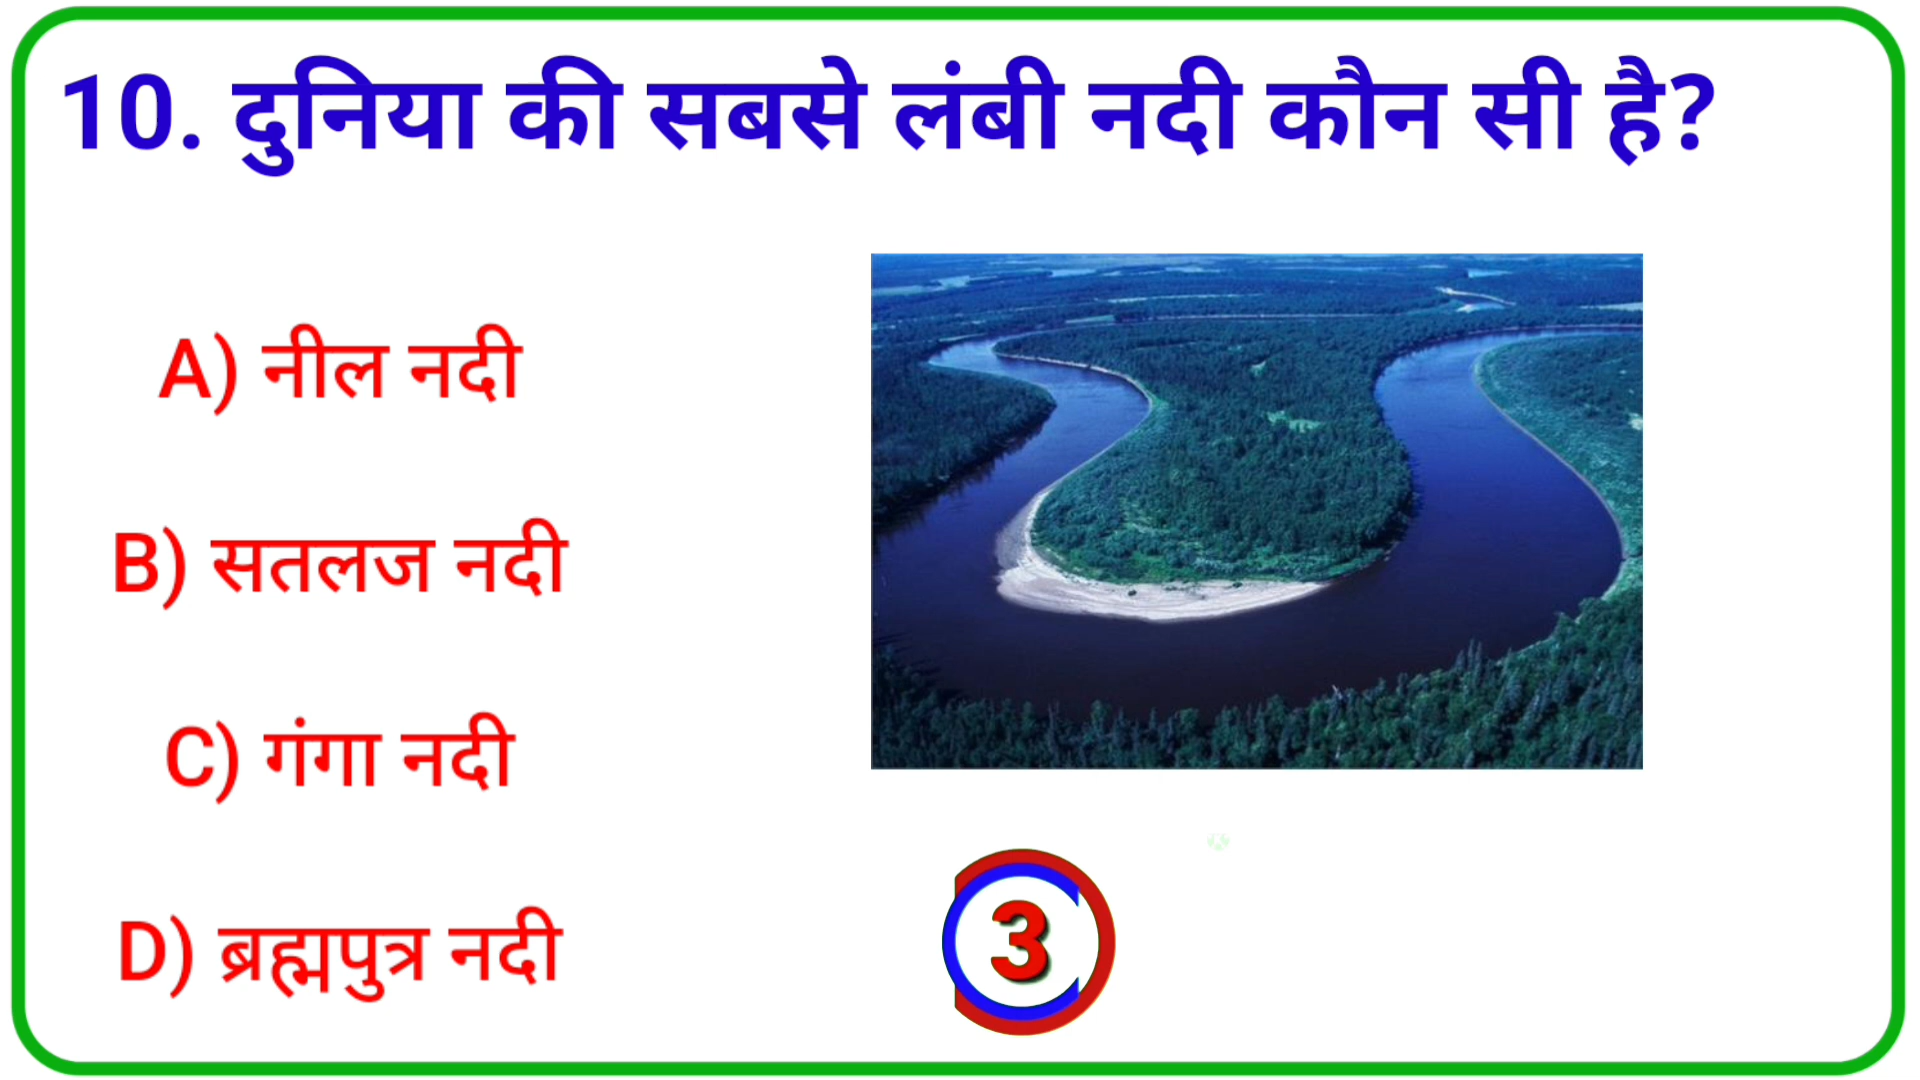 10. दुनिया की सबसे लंबी नदी कौन सी है?
A) नील नदी
B) सतलज नदी
C) गंगा नदी
D) ब्रह्मपुत्र नदी
3